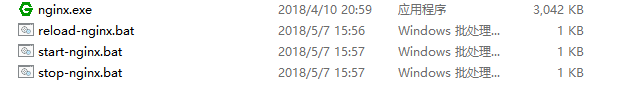 nginx.exe 2018/4/10 20:59 应用程序 3,042 KB
reload-nginx.bat 2018/5/7 15:56 Windows 批处理... 1 KB
start-nginx.bat 2018/5/7 15:57 Windows 批处理... 1 KB
stop-nginx.bat 2018/5/7 15:57 Windows 批处理... 1 KB